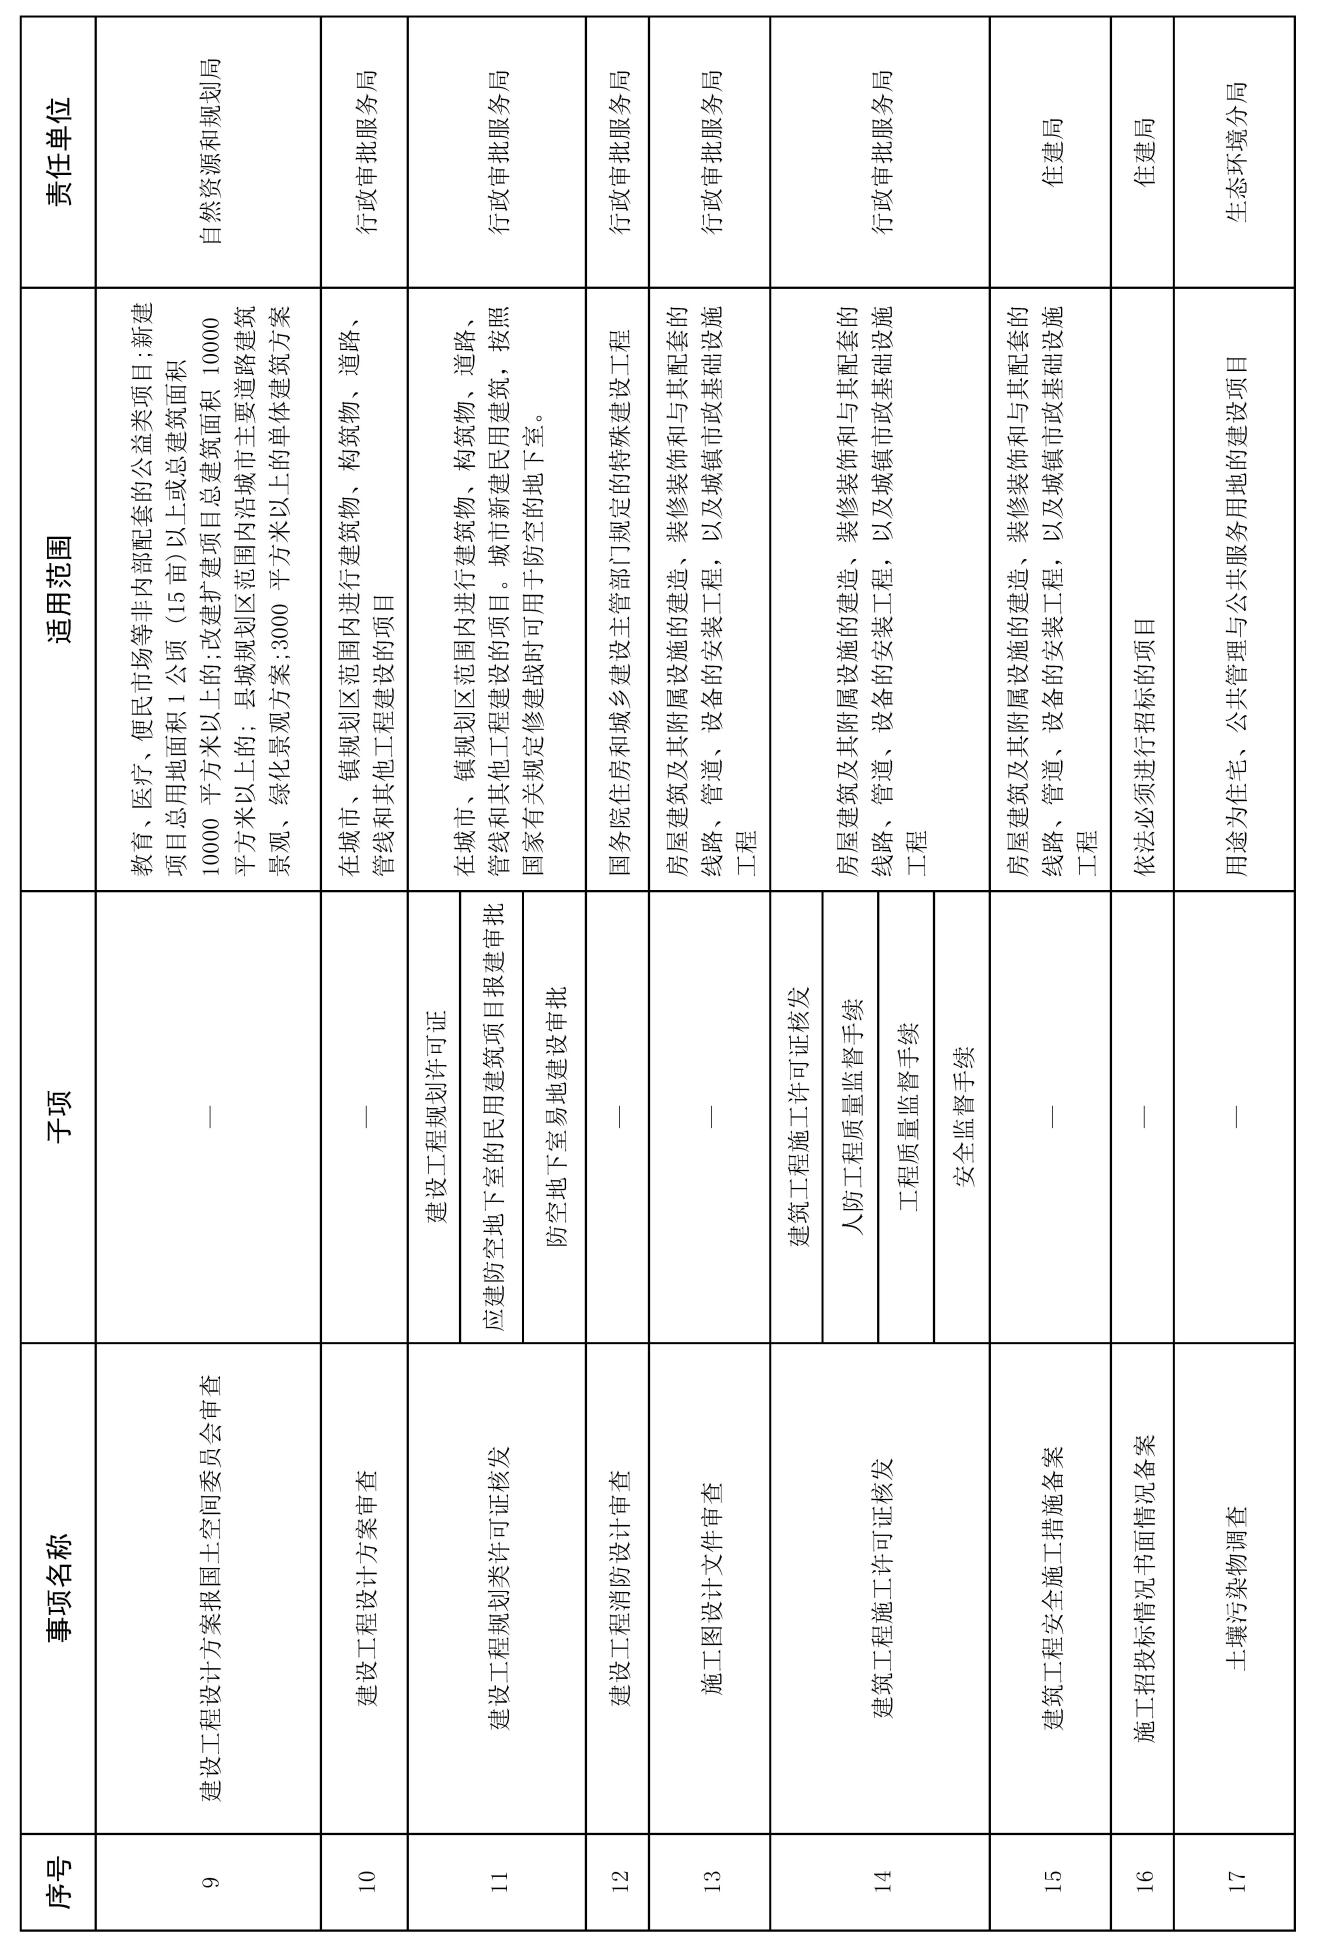 序号
事项名称
子项
适用范围
责任单位
9
建设工程设计方案报国土空间委员会审查
—
教育、医疗、便民市场等非内部配套的公益类项目;新建
项目总用地面积 1 公顷（15 亩)以上或总建筑面积
10000 平方米以上的;改建扩建项目总建筑面积 10000
平方米以上的；县城规划区范围内沿城市主要道路建筑
景观、绿化景观方案;3000 平方米以上的单体建筑方案
自然资源和规划局
10
建设工程设计方案审查
—
在城市、镇规划区范围内进行建筑物、构筑物、道路、
管线和其他工程建设的项目
行政审批服务局
11
建设工程规划类许可证核发
建设工程规划许可证
应建防空地下室的民用建筑项目报建审批
防空地下室易地建设审批
在城市、镇规划区范围内进行建筑物、构筑物、道路、
管线和其他工程建设的项目。城市新建民用建筑，按照
国家有关规定修建战时可用于防空的地下室。
行政审批服务局
12
建设工程消防设计审查
—
国务院住房和城乡建设主管部门规定的特殊建设工程
行政审批服务局
13
施工图设计文件审查
—
房屋建筑及其附属设施的建造、装修装饰和与其配套的
线路、管道、设备的安装工程，以及城镇市政基础设施
工程
行政审批服务局
14
建筑工程施工许可证核发
建筑工程施工许可证核发
人防工程质量监督手续
工程质量监督手续
安全监督手续
房屋建筑及其附属设施的建造、装修装饰和与其配套的
线路、管道、设备的安装工程，以及城镇市政基础设施
工程
行政审批服务局
15
建筑工程安全施工措施备案
—
房屋建筑及其附属设施的建造、装修装饰和与其配套的
线路、管道、设备的安装工程，以及城镇市政基础设施
工程
住建局
16
施工招投标情况书面情况备案
—
依法必须进行招标的项目
住建局
17
土壤污染物调查
—
用途为住宅、公共管理与公共服务用地的建设项目
生态环境分局